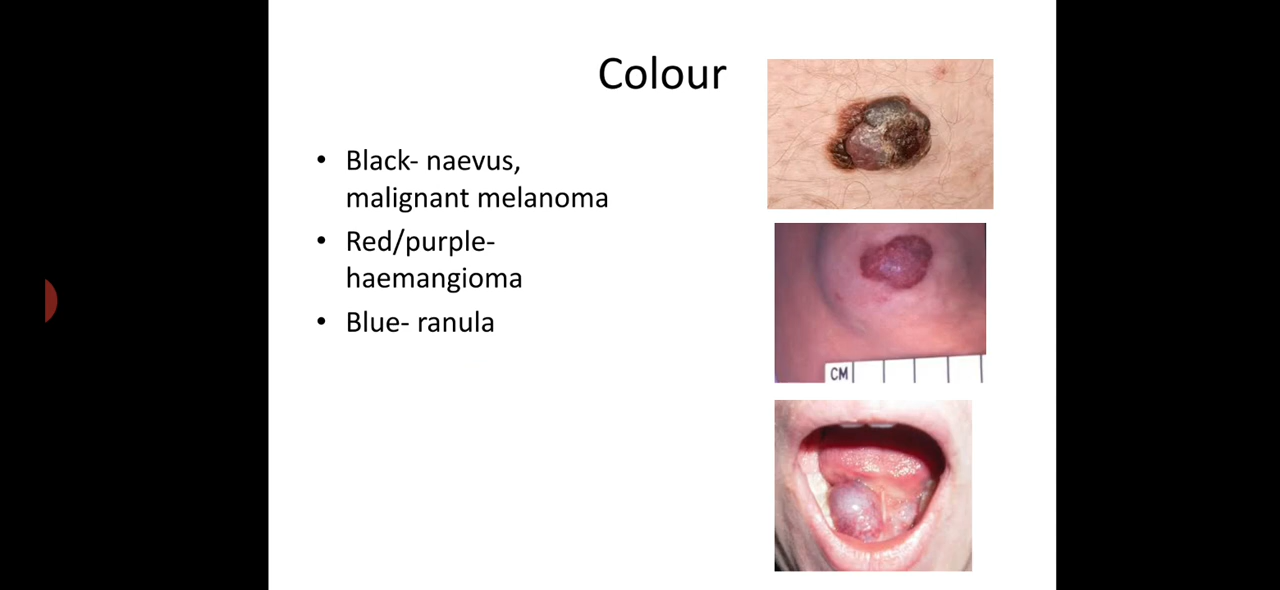 Colour
• Black- naevus,
malignant melanoma
• Red/purple-
haemangioma
• Blue- ranula
CM